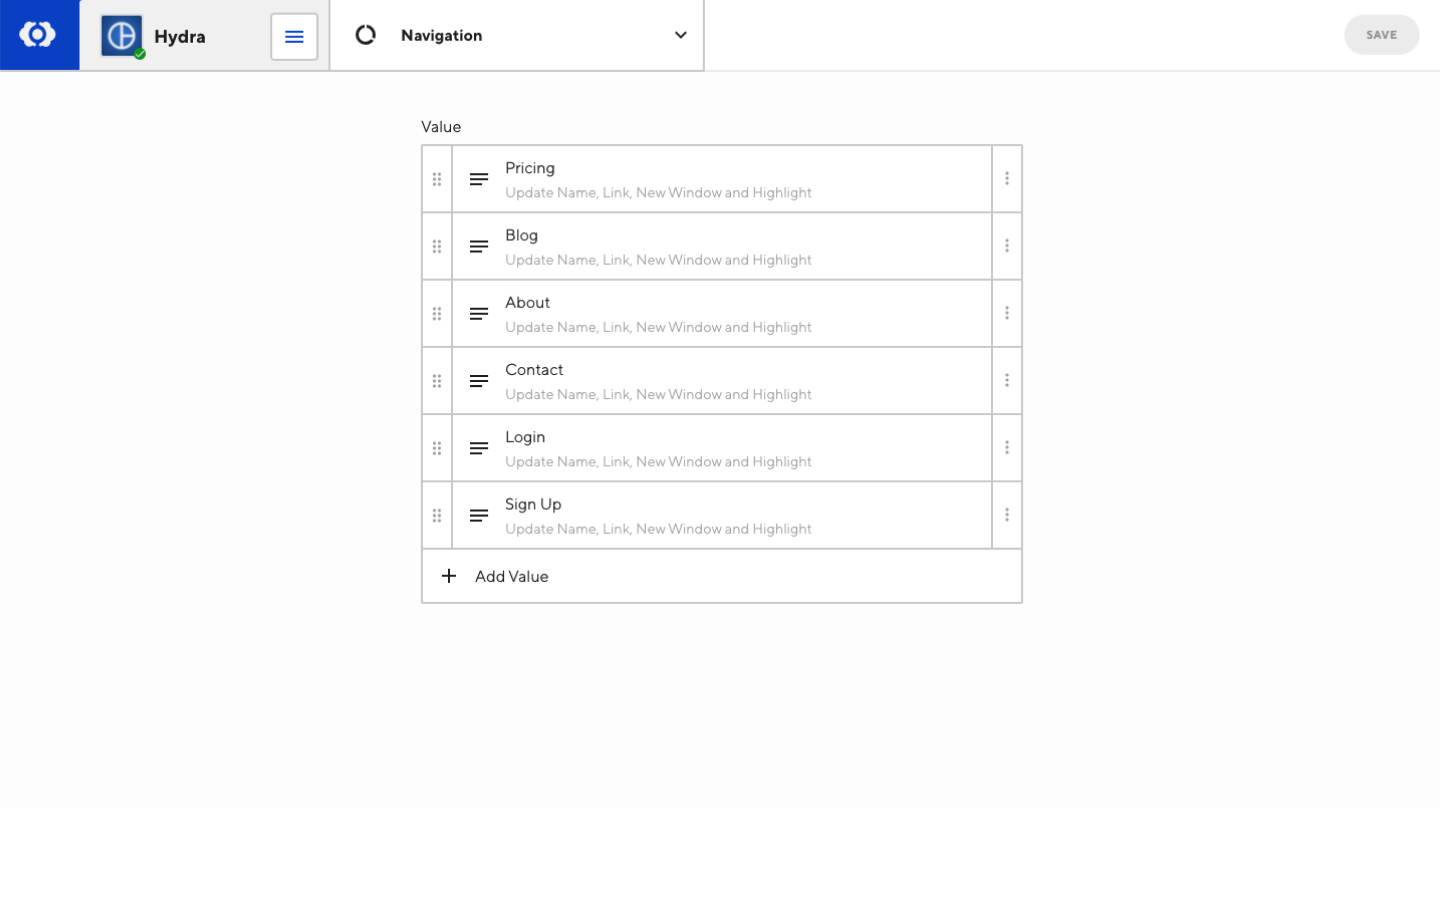 Hydra
Navigation
SAVE
Value
Pricing
Update Name, Link, New Window and Highlight
Blog
Update Name, Link, New Window and Highlight
About
Update Name, Link, New Window and Highlight
Contact
Update Name, Link, New Window and Highlight
Login
Update Name, Link, New Window and Highlight
Sign Up
Update Name, Link, New Window and Highlight
Add Value